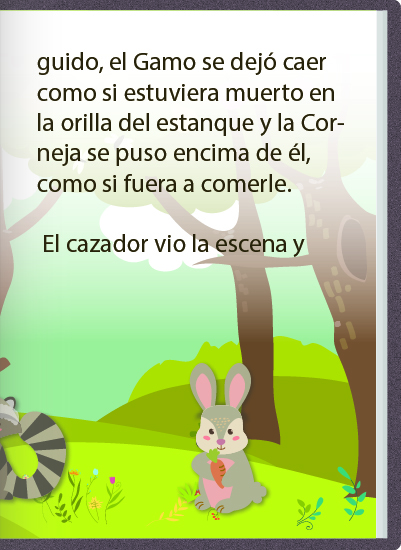 guido, el Gamo se dejó caer
como si estuviera muerto en
la orilla del estanque y la Cor-
neja se puso encima de él,
como si fuera a comerle.
El cazador vio la escena y